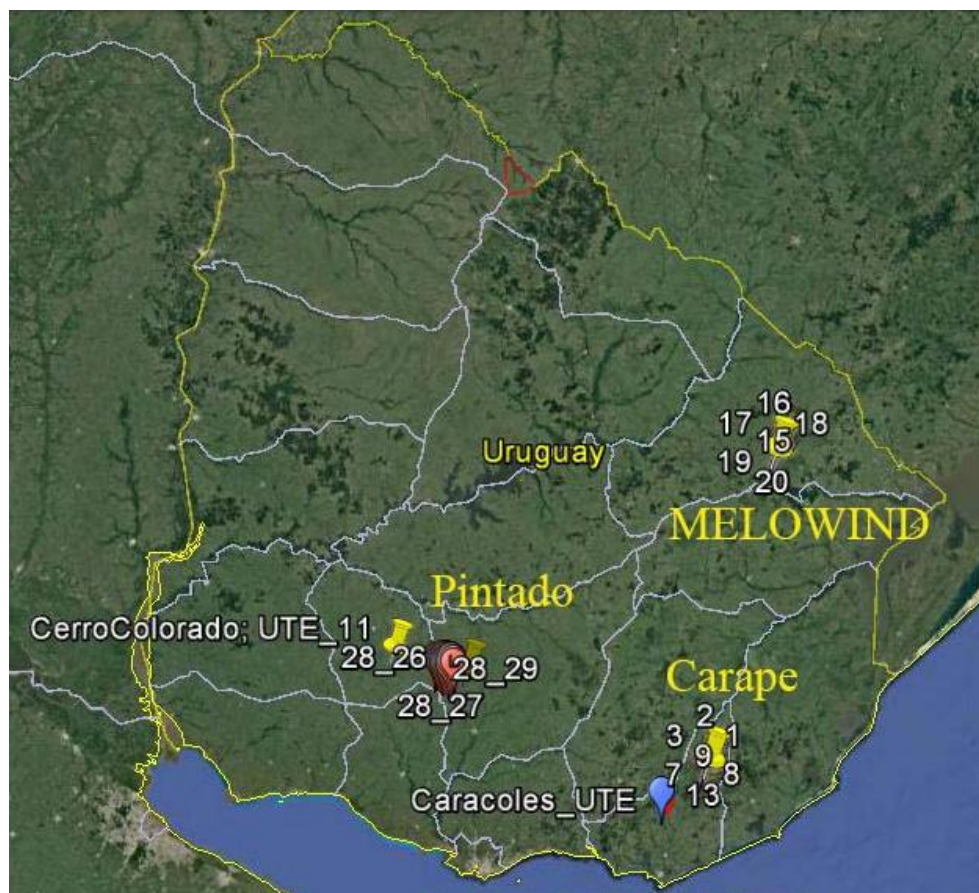 16
17 18
15
Uruguay
19
20
MELOWIND
Pintado
CerroColorado; UTE_11
28_26 28_29
28_27
Carape
2
3 1
9
7 8
Caracoles_UTE 13